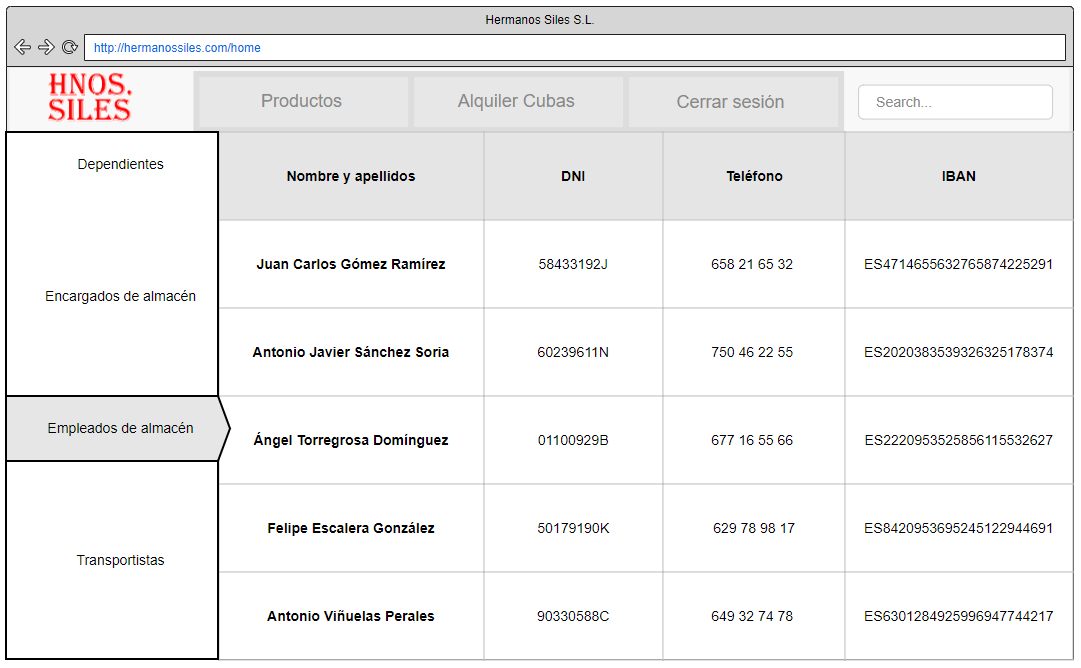 Hermanos Siles S.L.
http://hermanossiles.com/home
HNOS.
SILES
Productos
Alquiler Cubas
Cerrar sesión
Search...
Dependientes
Encargados de almacén
Empleados de almacén
Transportistas
Nombre y apellidos DNI Teléfono IBAN
Juan Carlos Gómez Ramírez 58433192J 658 21 65 32 ES4714655632765874225291
Antonio Javier Sánchez Soria 60239611N 750 46 22 55 ES2020383539326325178374
Ángel Torregrosa Domínguez 01100929B 677 16 55 66 ES2220953525856115532627
Felipe Escalera González 50179190K 629 78 98 17 ES8420953695245122944691
Antonio Viñuelas Perales 90330588C 649 32 74 78 ES6301284925996947744217